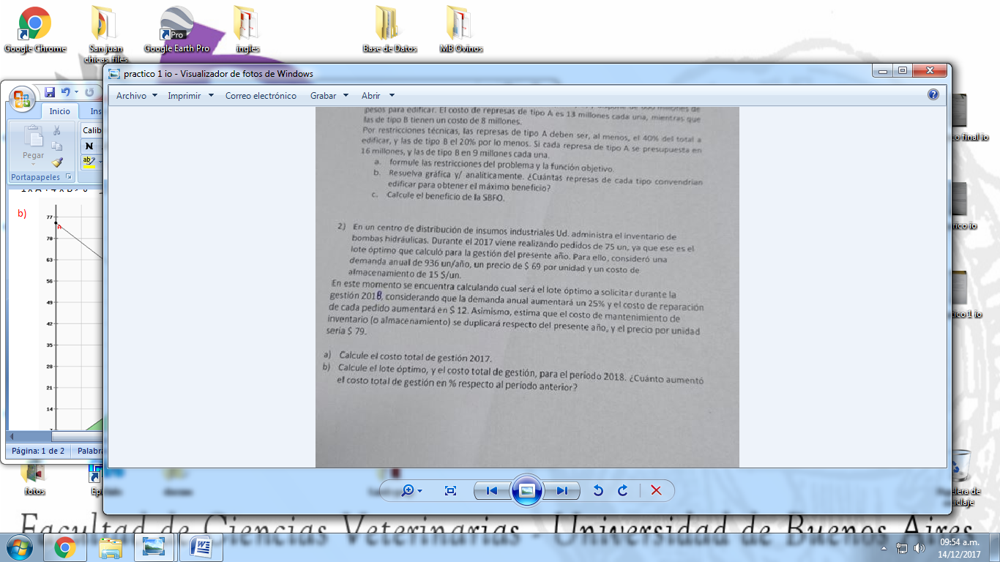 Google Chrome
San juan chicas files
Google Earth Pro
Pro
ingles
Base de Datos
MB Ovinos
practico 1 io - Visualizador de fotos de Windows
Archivo Imprimir Correo electrónico Grabar Abrir
Inicio Ins
Calib
N
Pegar
ab
Portapapeles
b)
77
A
70
63
56
49
42
35
28
21
14
7
Página: 1 de 2 Palabr
pesos para edificar. El costo de represas de tipo A es 13 millones cada una, mientras que
las de tipo B tienen un costo de 8 millones.
Por restricciones técnicas, las represas de tipo A deben ser, al menos, el 40% del total a
edificar, y las de tipo B el 20% por lo menos. Si cada represa de tipo A se presupuesta en
16 millones, y las de tipo B en 9 millones cada una.
a. formule las restricciones del problema y la función objetivo.
b. Resuelva gráfica y/ analíticamente. ¿Cuántas represas de cada tipo convendrían
edificar para obtener el máximo beneficio?
c. Calcule el beneficio de la SBFO.
2) En un centro de distribución de insumos industriales Ud. administra el inventario de
bombas hidráulicas. Durante el 2017 viene realizando pedidos de 75 un, ya que ese es el
lote óptimo que calculó para la gestión del presente año. Para ello, consideró una
demanda anual de 936 un/año, un precio de $ 69 por unidad y un costo de
almacenamiento de 15 $/un.
En este momento se encuentra calculando cual será el lote óptimo a solicitar durante la
gestión 2018, considerando que la demanda anual aumentará un 25% y el costo de reparación
de cada pedido aumentará en $ 12. Asimismo, estima que el costo de mantenimiento de
inventario (o almacenamiento) se duplicará respecto del presente año, y el precio por unidad
sería $ 79.
a) Calcule el costo total de gestión 2017.
b) Calcule el lote óptimo, y el costo total de gestión, para el período 2018. ¿Cuánto aumentó
el costo total de gestión en % respecto al período anterior?
o final io
rico io
tico 1 io
fotos
Facultad de Ciencias Veterinarias - Universidad de Buenos Aires
09:54 a.m.
14/12/2017